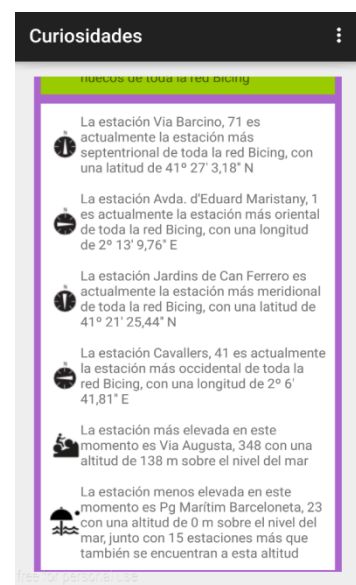 Curiosidades
huecos de toda la red Bicing
La estación Via Barcino, 71 es
actualmente la estación más
septentrional de toda la red Bicing, con
una latitud de 41º 27' 3,18" N
La estación Avda. d'Eduard Maristany, 1
es actualmente la estación más oriental
de toda la red Bicing, con una longitud
de 2º 13' 9,76" E
La estación Jardins de Can Ferrero es
actualmente la estación más meridional
de toda la red Bicing, con una latitud de
41º 21' 25,44" N
La estación Cavallers, 41 es actualmente
la estación más occidental de toda la
red Bicing, con una longitud de 2º 6'
41,81" E
La estación más elevada en este
momento es Via Augusta, 348 con una
altitud de 138 m sobre el nivel del mar
La estación menos elevada en este
momento es Pg Marítim Barceloneta, 23
con una altitud de 0 m sobre el nivel del
mar, junto con 15 estaciones más que
también se encuentran a esta altitud
free for personal use